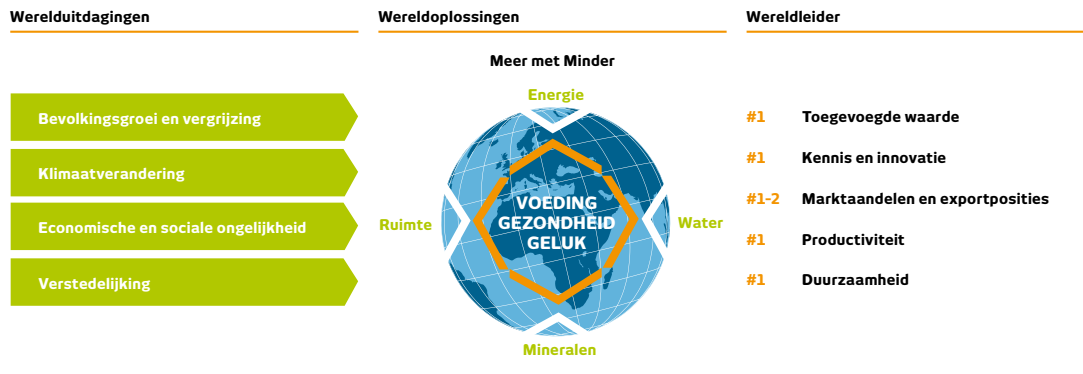 Werelduitdagingen
Bevolkingsgroei en vergrijzing
Klimaatverandering
Economische en sociale ongelijkheid
Verstedelijking
Wereldoplossingen
Meer met Minder
Energie
Ruimte
VOEDING
GEZONDHEID
GELUK
Water
Mineralen
Wereldleider
#1 Toegevoegde waarde
#1 Kennis en innovatie
#1-2 Marktaandelen en exportposities
#1 Productiviteit
#1 Duurzaamheid